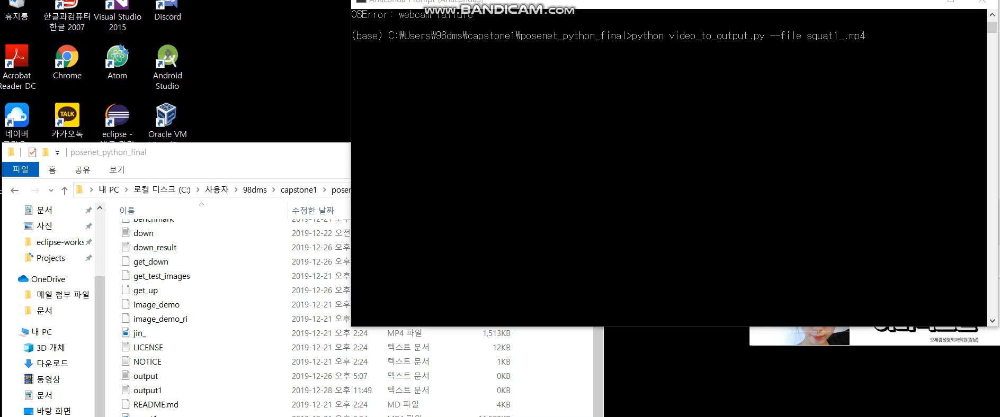 휴지통
한글과컴퓨터
한글 2007
Visual Studio
2015
Discord
Acrobat
Reader DC
Chrome
Atom
Android
Studio
네이버
TALK
카카오톡
eclipse -
Oracle VM
www.BANDICAM.com
OSError: webcam failure
(base) C:₩Users₩98dms₩capstone1₩posenet_python_final>python video_to_output.py --file squat1_.mp4
posenet_python_final
파일 홈 공유 보기
내 PC > 로컬 디스크 (C:) > 사용자 > 98dms > capstone1 > posen
문서
사진
eclipse-works
Projects
OneDrive
메일 첨부 파일
문서
내 PC
3D 개체
다운로드
동영상
문서
바탕 화면
이름 수정한 날짜
benchmark 2019-12-21 오후
down 2019-12-22 오전
down_result 2019-12-26 오후
get_down 2019-12-26 오후
get_test_images 2019-12-21 오후
get_up 2019-12-26 오후
image_demo 2019-12-21 오후
image_demo_ri 2019-12-21 오후
jin_ 2019-12-21 오후 2:24 MP4 파일 1,513KB
LICENSE 2019-12-21 오후 2:24 텍스트 문서 12KB
NOTICE 2019-12-21 오후 2:24 텍스트 문서 1KB
output 2019-12-26 오후 5:07 텍스트 문서 0KB
output1 2019-12-28 오후 11:49 텍스트 문서 0KB
README.md 2019-12-21 오후 2:24 MD 파일 4KB
모제림성형외과의원(강남)